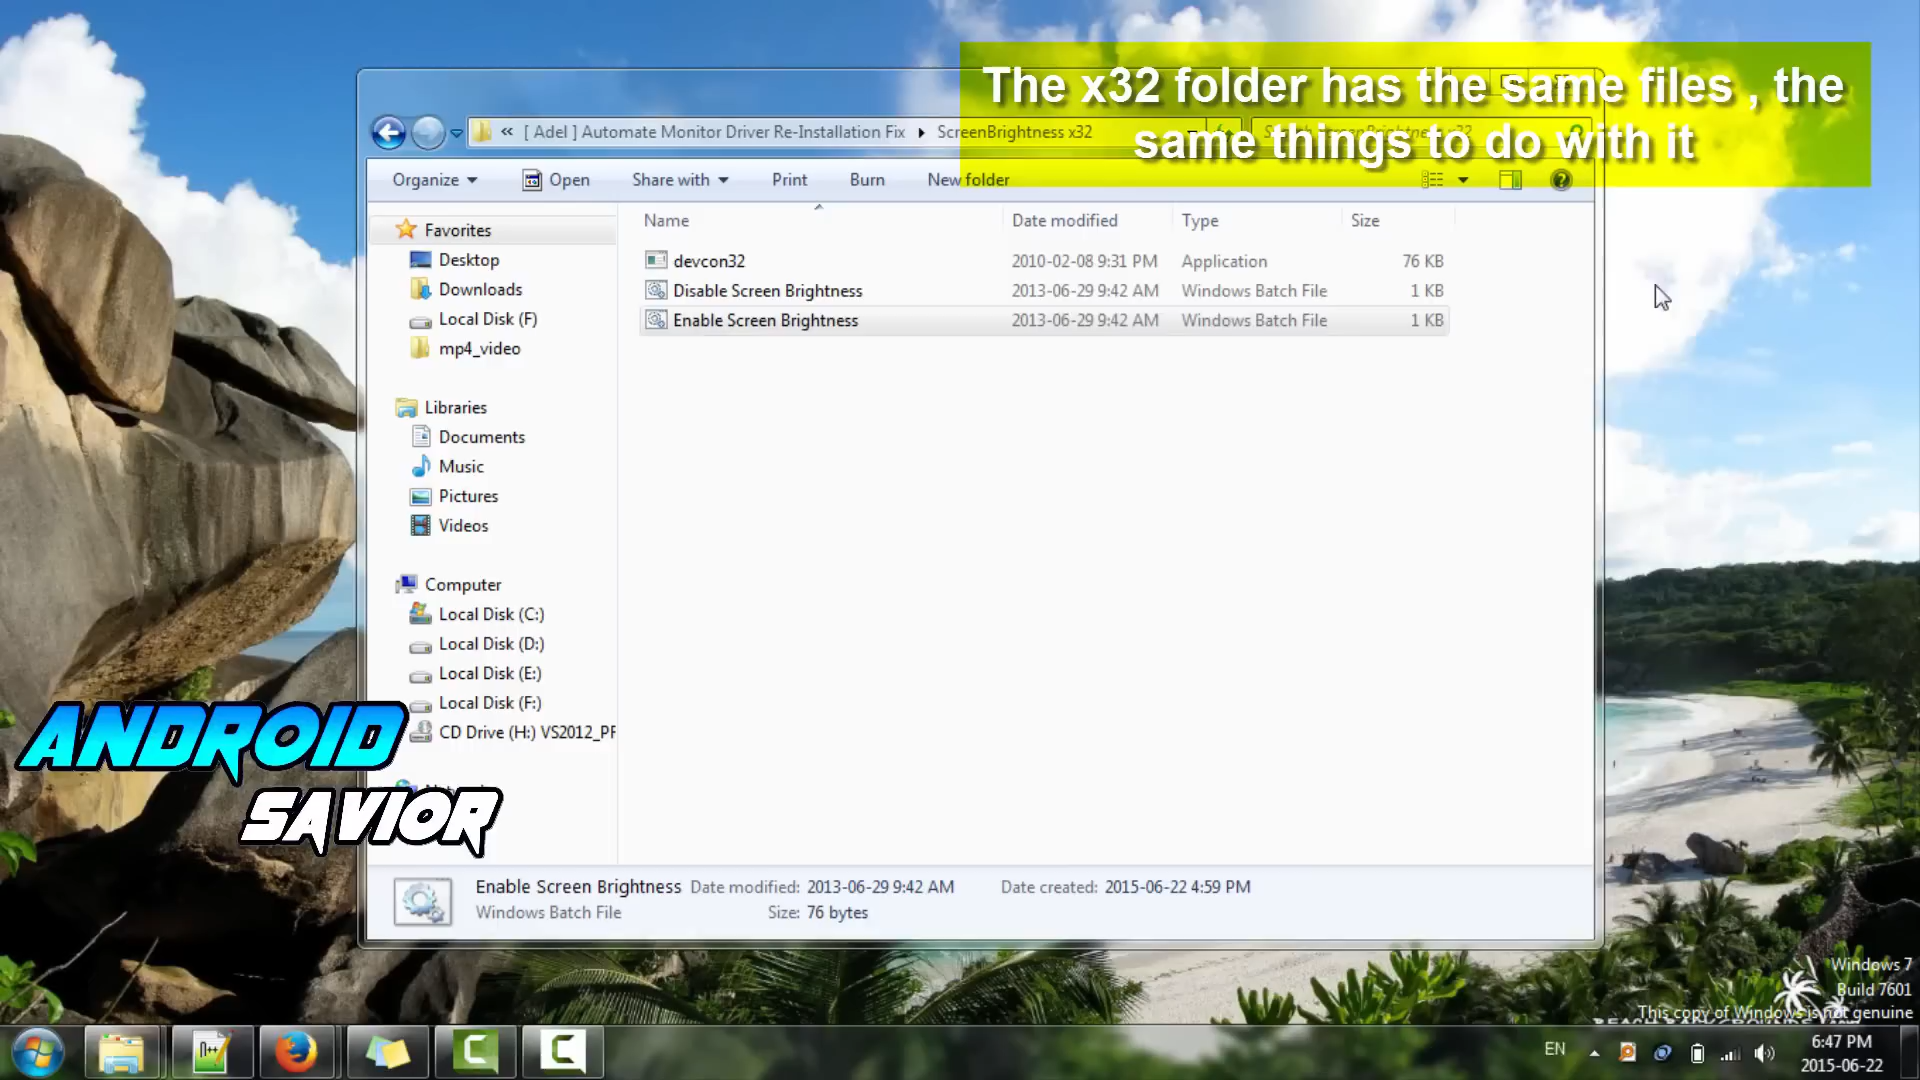 The x32 folder has the same files , the
same things to do with it
« [ Adel ] Automate Monitor Driver Re-Installation Fix ScreenBrightness x32
Organize Open Share with Print Burn New folder
Name Date modified Type Size
devcon32 2010-02-08 9:31 PM Application 76 KB
Disable Screen Brightness 2013-06-29 9:42 AM Windows Batch File 1 KB
Enable Screen Brightness 2013-06-29 9:42 AM Windows Batch File 1 KB
Favorites
Desktop
Downloads
Local Disk (F)
mp4_video
Libraries
Documents
Music
Pictures
Videos
Computer
Local Disk (C:)
Local Disk (D:)
Local Disk (E:)
Local Disk (F:)
CD Drive (H:) VS2012_PF
ANDROID
SAVIOR
Enable Screen Brightness Date modified: 2013-06-29 9:42 AM Date created: 2015-06-22 4:59 PM
Windows Batch File Size: 76 bytes
Windows 7
Build 7601
This copy of Windows is not genuine
EN
6:47 PM
2015-06-22